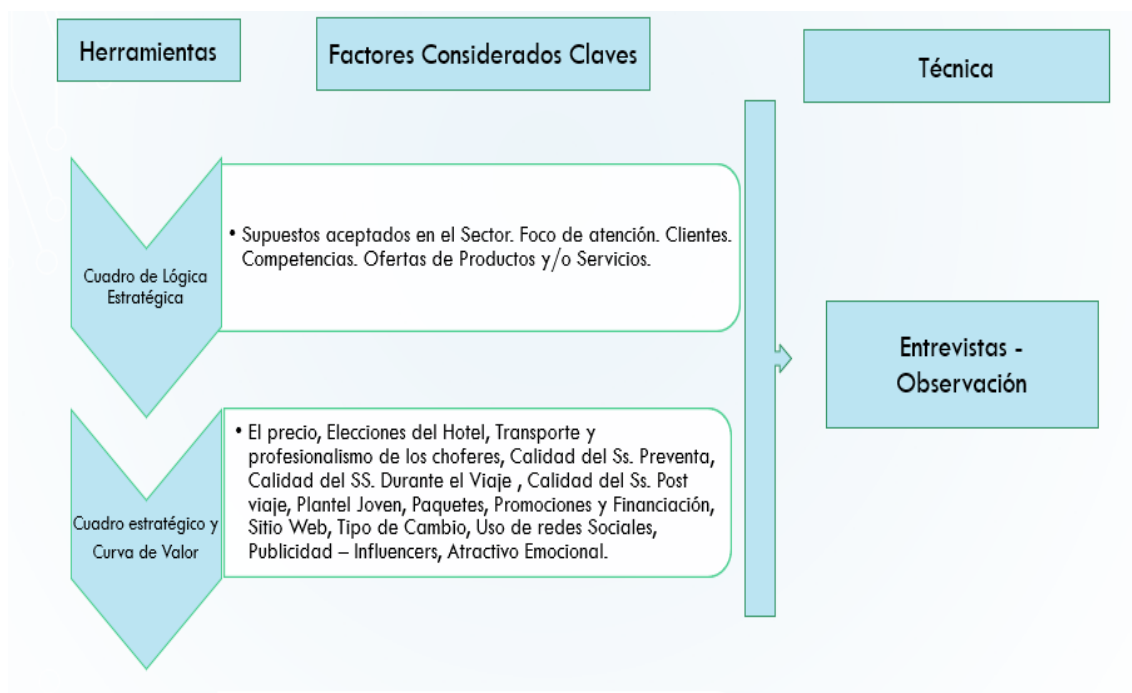 Herramientas
Factores Considerados Claves
Técnica
Cuadro de Lógica
Estratégica
• Supuestos aceptados en el Sector. Foco de atención. Clientes.
Competencias. Ofertas de Productos y/o Servicios.
Cuadro estratégico y
Curva de Valor
• El precio, Elecciones del Hotel, Transporte y
profesionalismo de los choferes, Calidad del Ss. Preventa,
Calidad del SS. Durante el Viaje , Calidad del Ss. Post
viaje, Plantel Joven, Paquetes, Promociones y Financiación,
Sitio Web, Tipo de Cambio, Uso de redes Sociales,
Publicidad – Influencers, Atractivo Emocional.
Entrevistas -
Observación